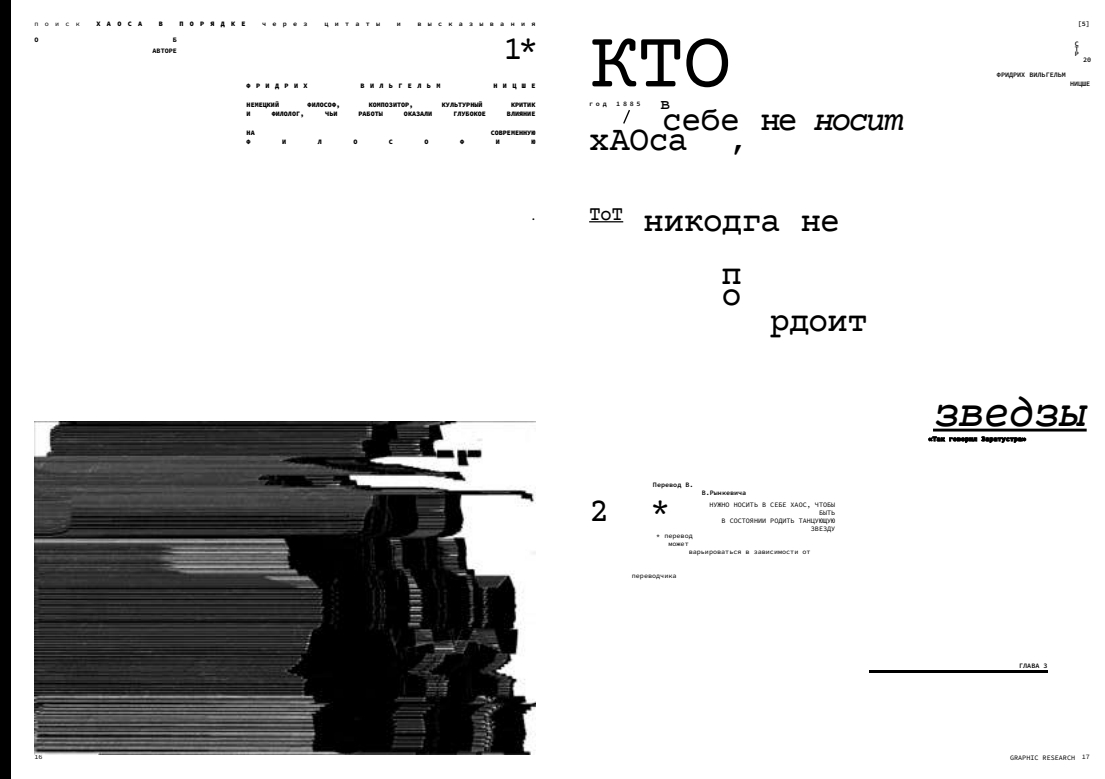 поиск ХАОСА В ПОРЯДКЕ через цитаты и высказывания
О Б
АВТОРЕ
1*
ФРИДРИХ ВИЛЬГЕЛЬМ НИЦШЕ
НЕМЕЦКИЙ ФИЛОСОФ, КОМПОЗИТОР, КУЛЬТУРНЫЙ КРИТИК
И ФИЛОЛОГ, ЧЬИ РАБОТЫ ОКАЗАЛИ ГЛУБОКОЕ ВЛИЯНИЕ
НА СОВРЕМЕННУЮ
ФИЛОСОФИЮ
.
16
[5]
КТО
СТР
20
ФРИДРИХ ВИЛЬГЕЛЬМ
НИЦШЕ
год 1885
/
в
себе не носит
хАОса ,
ТоТ никодга не
п
о
рдоит
зведзы
«Так говорил Заратустра»
Перевод В.
В.Рынкевича
2 *
НУЖНО НОСИТЬ В СЕБЕ ХАОС, ЧТОБЫ
БЫТЬ
В СОСТОЯНИИ РОДИТЬ ТАНЦУЮЩУЮ
ЗВЕЗДУ
* перевод
может
варьироваться в зависимости от
переводчика
ГЛАВА 3
GRAPHIC RESEARCH 17